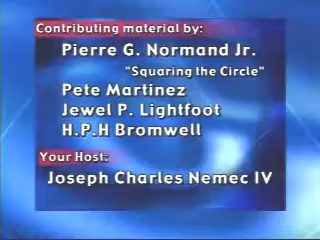 Contributing material by:
Pierre G. Normand Jr.
"Squaring the Circle"
Pete Martinez
Jewel P. Lightfoot
H.P.H Bromwell
Your Host:
Joseph Charles Nemec IV